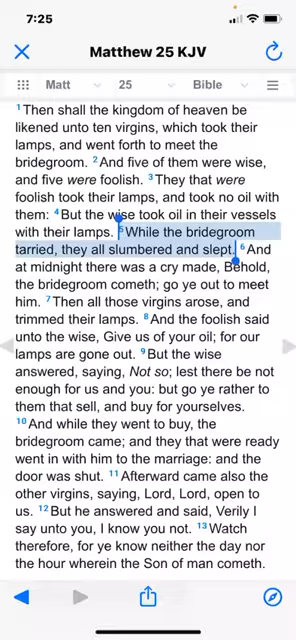 7:25
Matthew 25 KJV
Matt 25 Bible
1 Then shall the kingdom of heaven be
likened unto ten virgins, which took their
lamps, and went forth to meet the
bridegroom. 2 And five of them were wise,
and five were foolish. 3 They that were
foolish took their lamps, and took no oil with
them: 4 But the wise took oil in their vessels
with their lamps. 5 While the bridegroom
tarried, they all slumbered and slept. 6 And
at midnight there was a cry made, Behold,
the bridegroom cometh; go ye out to meet
him. 7 Then all those virgins arose, and
trimmed their lamps. 8 And the foolish said
unto the wise, Give us of your oil; for our
lamps are gone out. 9 But the wise
answered, saying, Not so; lest there be not
enough for us and you: but go ye rather to
them that sell, and buy for yourselves.
10 And while they went to buy, the
bridegroom came; and they that were ready
went in with him to the marriage: and the
door was shut. 11 Afterward came also the
other virgins, saying, Lord, Lord, open to
us. 12 But he answered and said, Verily I
say unto you, I know you not. 13 Watch
therefore, for ye know neither the day nor
the hour wherein the Son of man cometh.